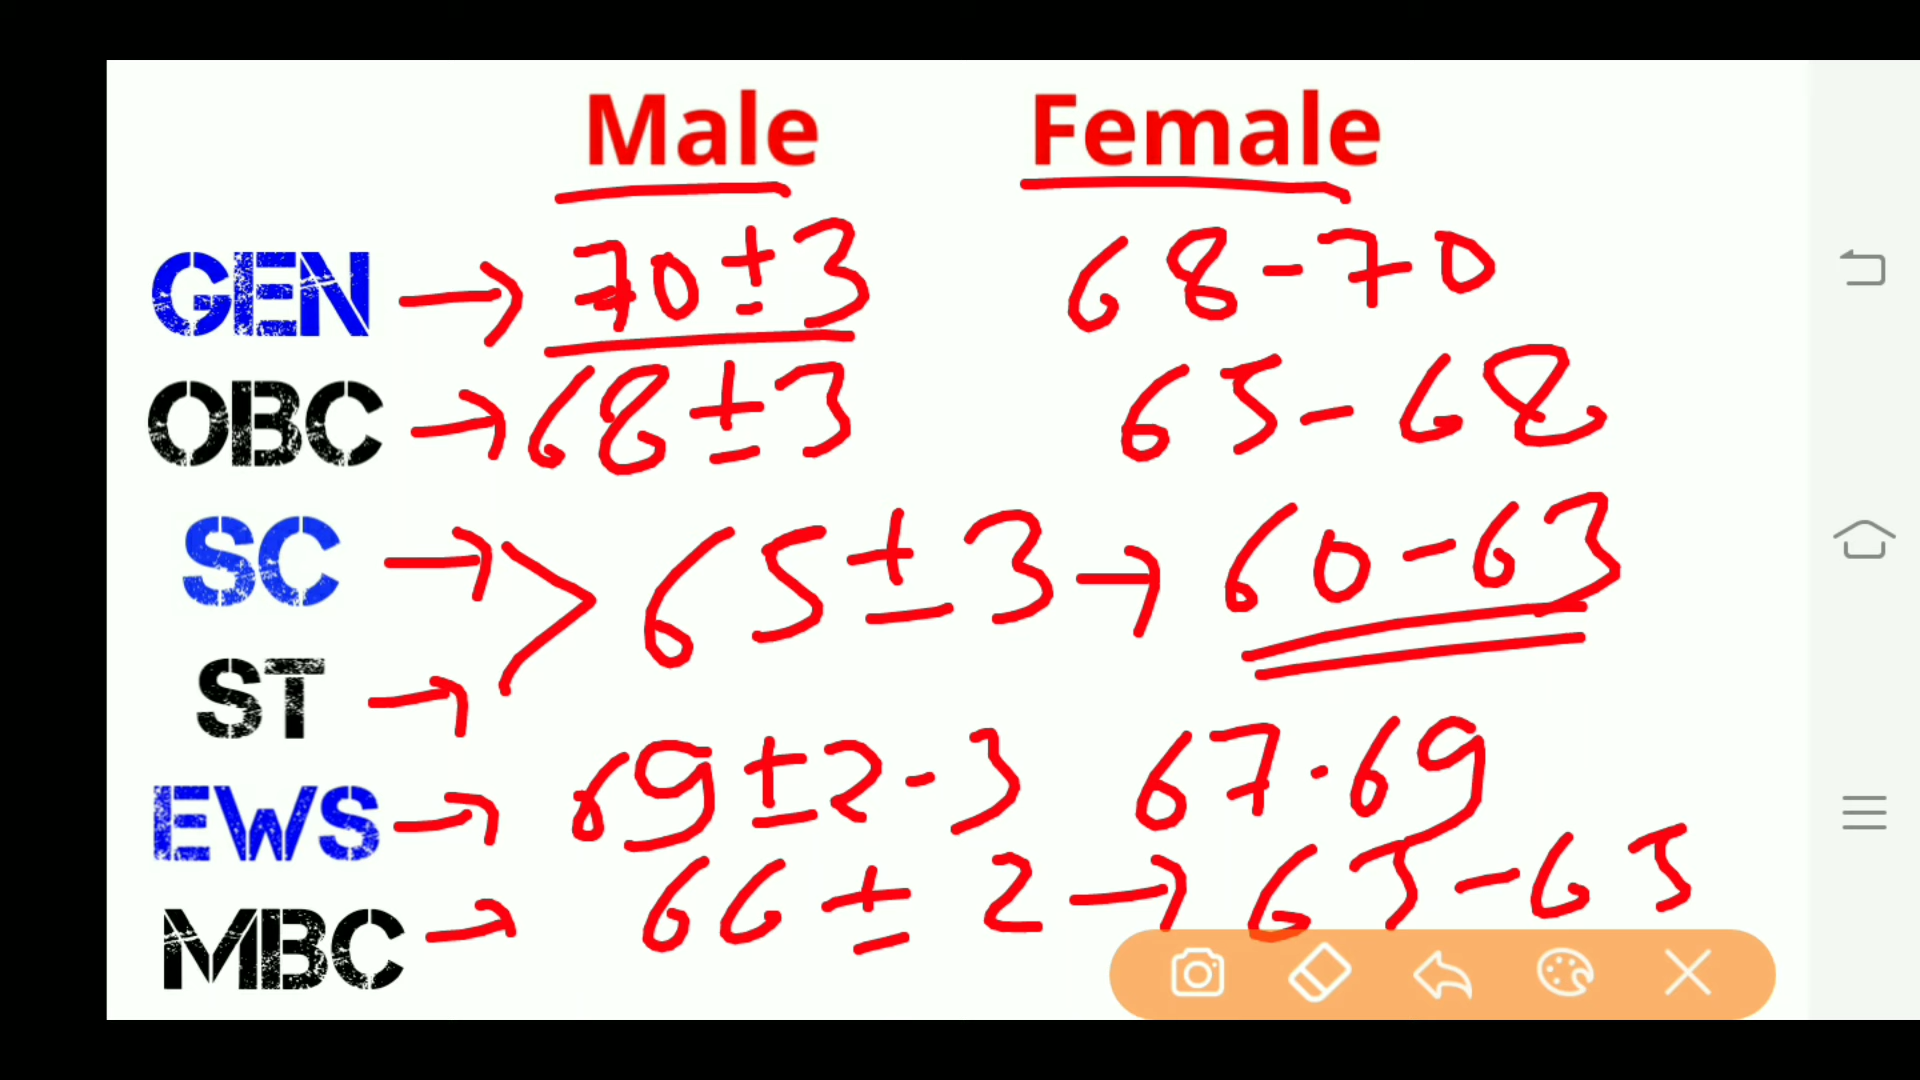 Male Female
GEN → 70±3 68-70
OBC → 68±3 65-68
SC → 65±3 → 60-63
ST →
EWS → 69±2-3 67-69
MBC → 66±2 → 63-65